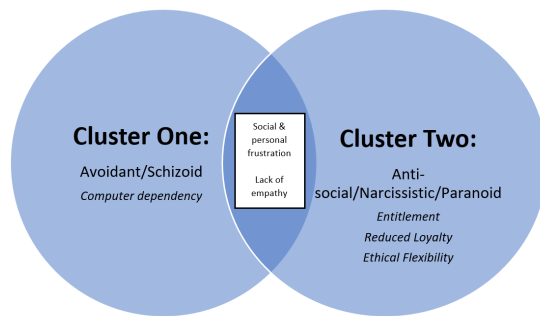 Cluster One:
Avoidant/Schizoid
Computer dependency
Social &
personal
frustration
Lack of
empathy
Cluster Two:
Anti-
social/Narcissistic/Paranoid
Entitlement
Reduced Loyalty
Ethical Flexibility